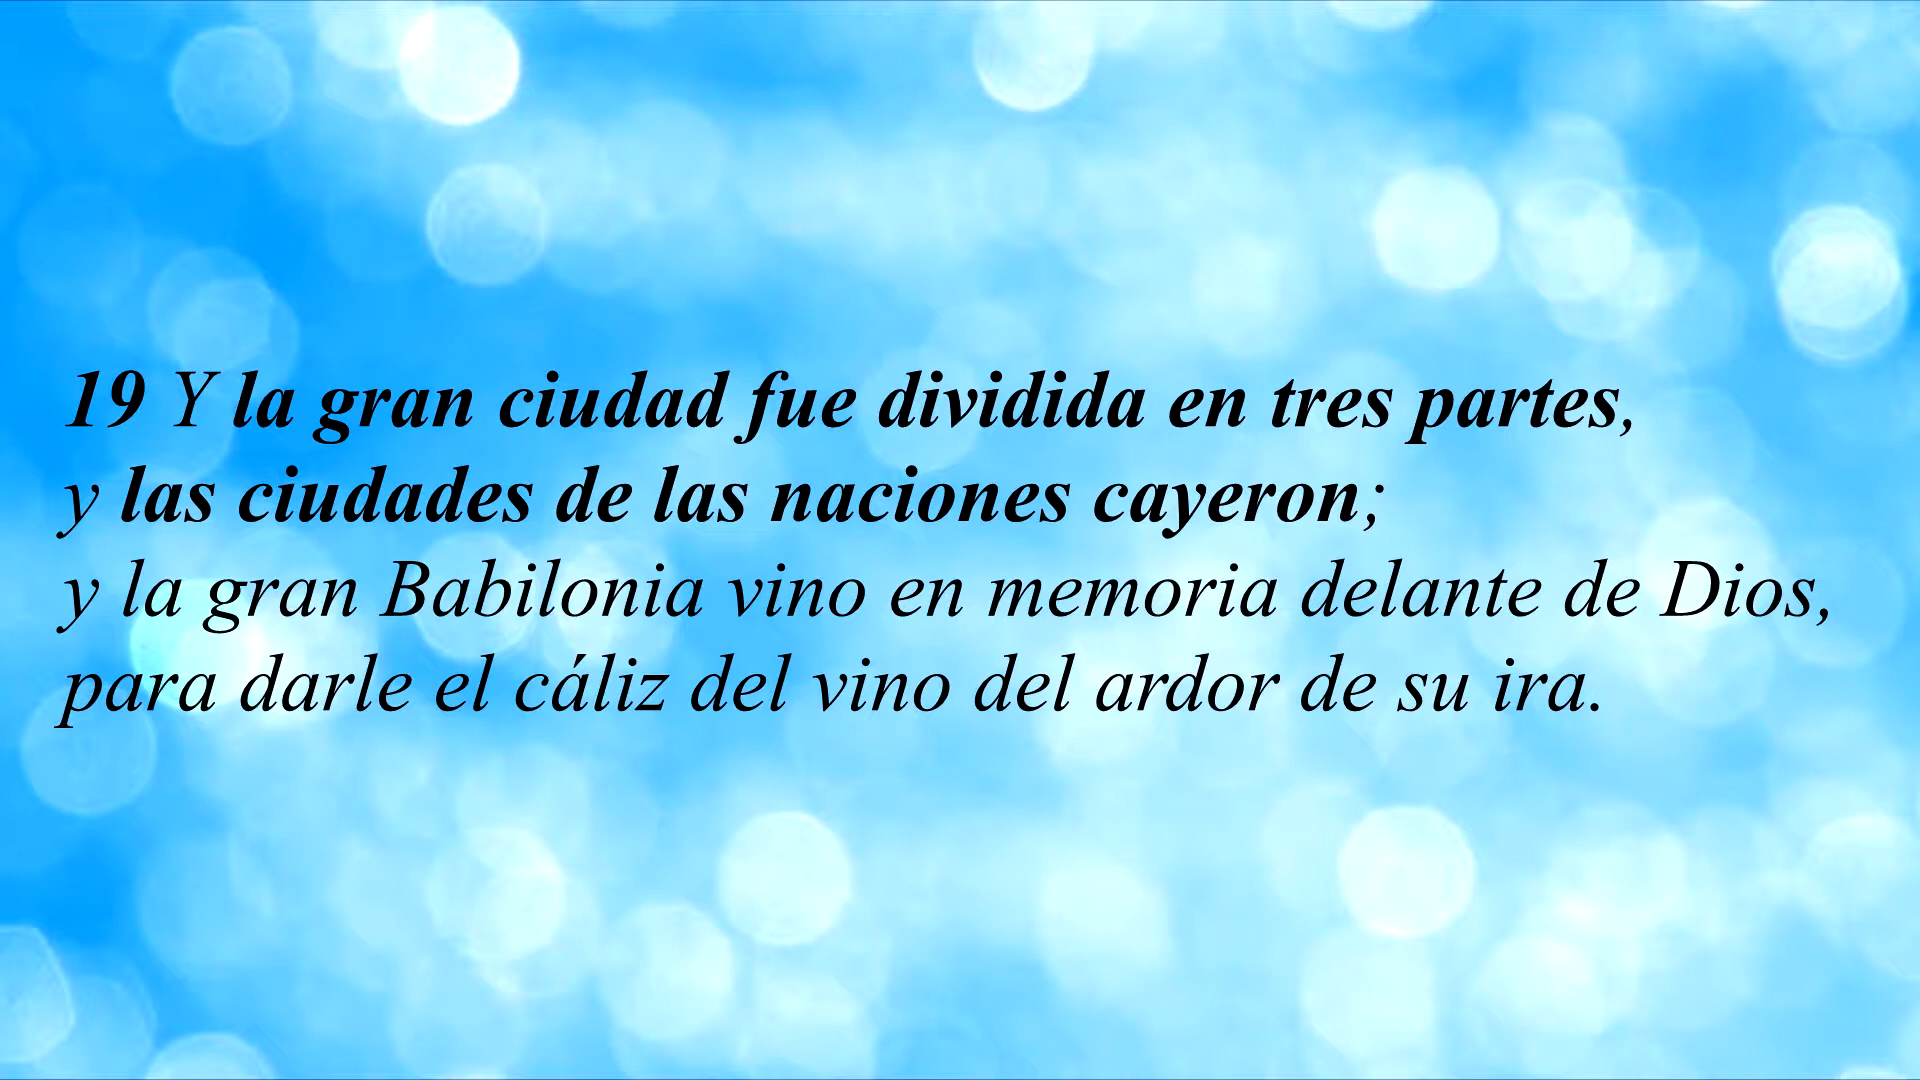 19 Y la gran ciudad fue dividida en tres partes,
y las ciudades de las naciones cayeron;
y la gran Babilonia vino en memoria delante de Dios,
para darle el cáliz del vino del ardor de su ira.